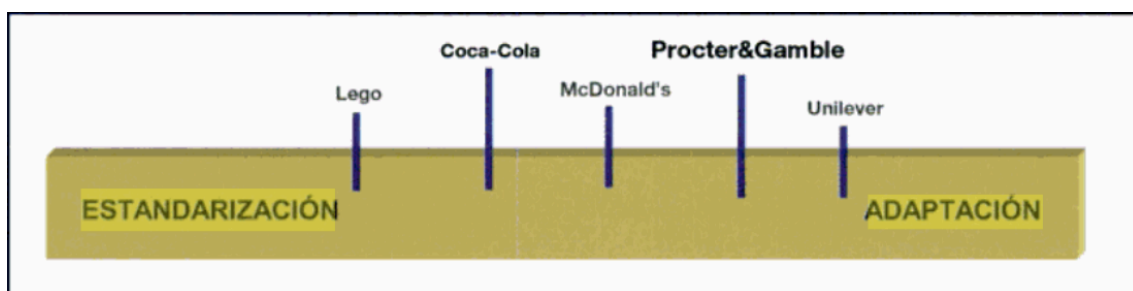 Coca-Cola
Procter&Gamble
Lego
McDonald's
Unilever
ESTANDARIZACIÓN
ADAPTACIÓN